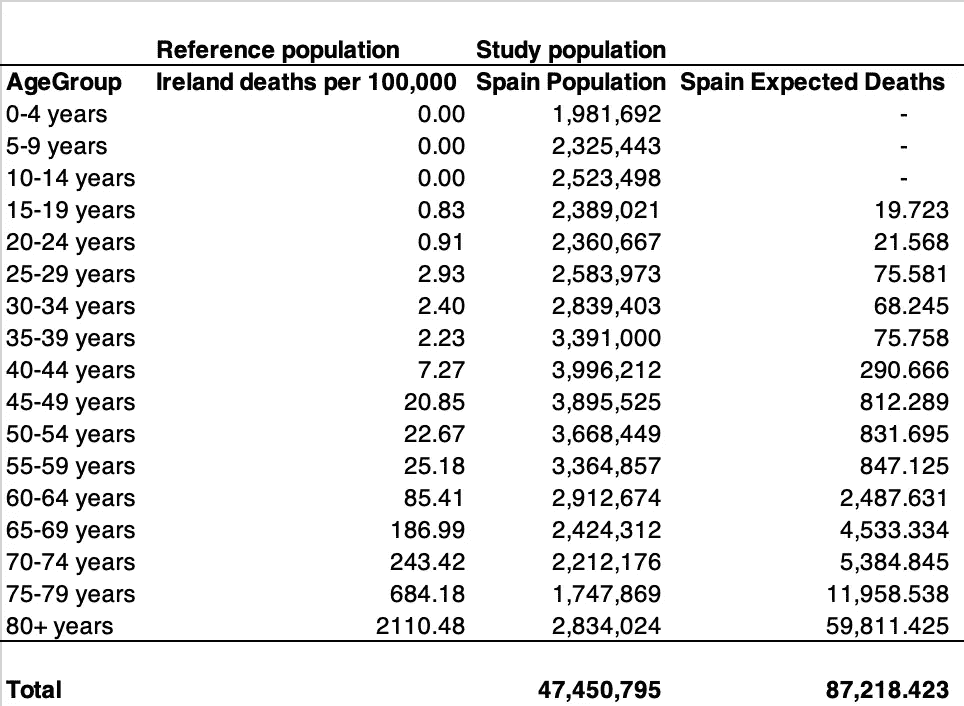 Reference population Study population
AgeGroup Ireland deaths per 100,000 Spain Population Spain Expected Deaths
0-4 years 0.00 1,981,692 -
5-9 years 0.00 2,325,443 -
10-14 years 0.00 2,523,498 -
15-19 years 0.83 2,389,021 19.723
20-24 years 0.91 2,360,667 21.568
25-29 years 2.93 2,583,973 75.581
30-34 years 2.40 2,839,403 68.245
35-39 years 2.23 3,391,000 75.758
40-44 years 7.27 3,996,212 290.666
45-49 years 20.85 3,895,525 812.289
50-54 years 22.67 3,668,449 831.695
55-59 years 25.18 3,364,857 847.125
60-64 years 85.41 2,912,674 2,487.631
65-69 years 186.99 2,424,312 4,533.334
70-74 years 243.42 2,212,176 5,384.845
75-79 years 684.18 1,747,869 11,958.538
80+ years 2110.48 2,834,024 59,811.425
Total 47,450,795 87,218.423